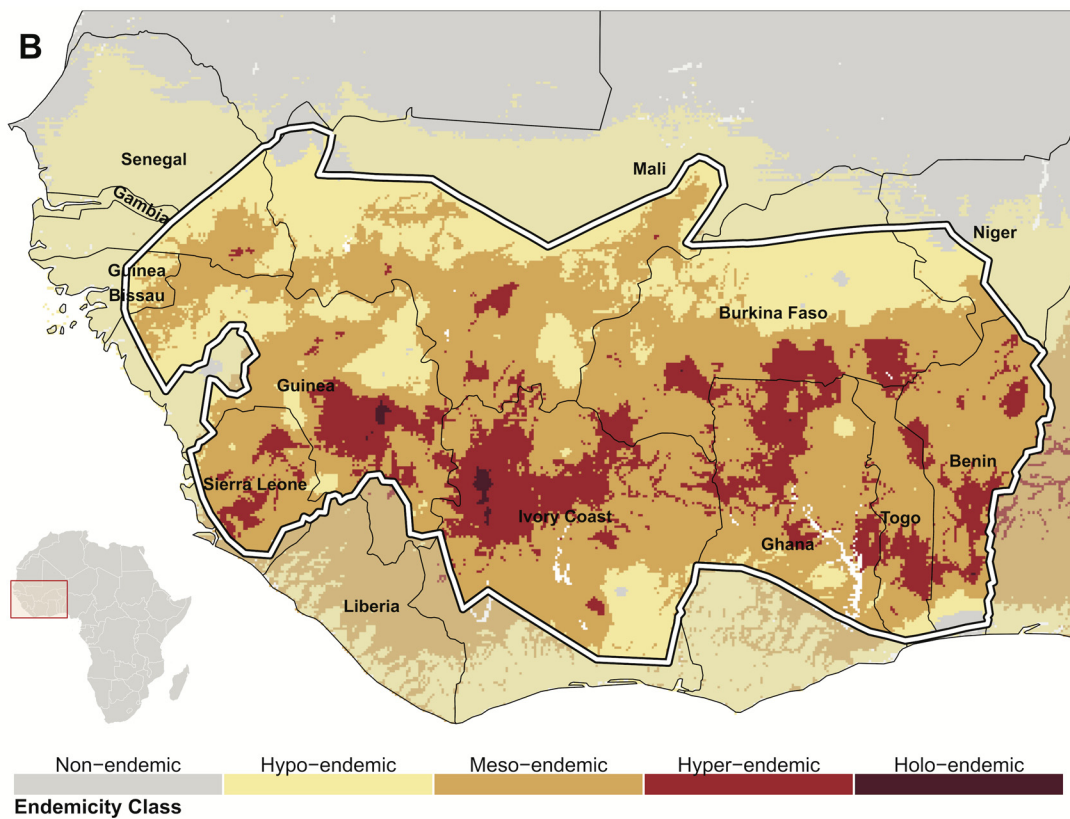 B
Senegal
Mali
Gambia
Niger
Guinea
Bissau
Burkina Faso
Guinea
Benin
Sierra Leone
Ivory Coast
Togo
Ghana
Liberia
Non−endemic Hypo−endemic Meso−endemic Hyper−endemic Holo−endemic
Endemicity Class